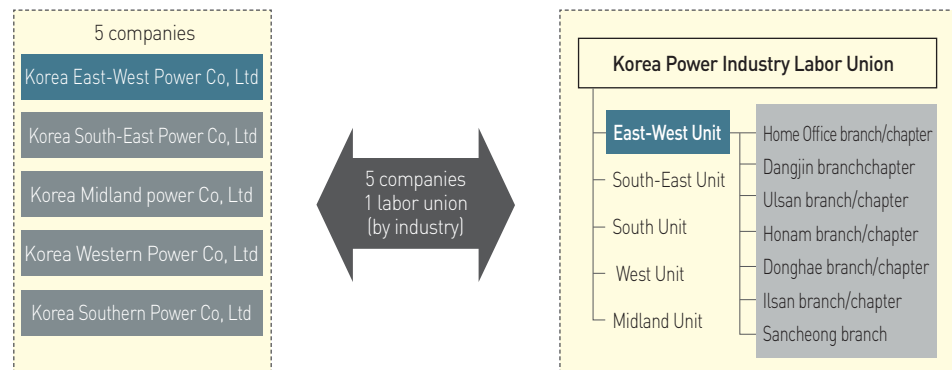 5 companies
Korea East-West Power Co, Ltd
Korea South-East Power Co, Ltd
Korea Midland power Co, Ltd
Korea Western Power Co, Ltd
Korea Southern Power Co, Ltd
5 companies
1 labor union
(by industry)
Korea Power Industry Labor Union
East-West Unit
South-East Unit
South Unit
West Unit
Midland Unit
Home Office branch/chapter
Dangjin branchchapter
Ulsan branch/chapter
Honam branch/chapter
Donghae branch/chapter
Ilsan branch/chapter
Sancheong branch